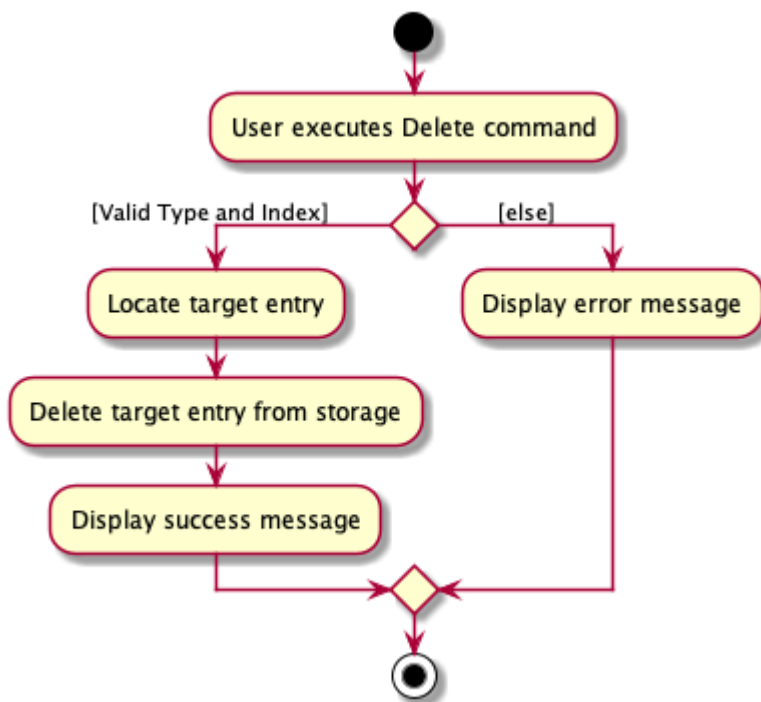 User executes Delete command
[Valid Type and Index]
[else]
Locate target entry
Display error message
Delete target entry from storage
Display success message